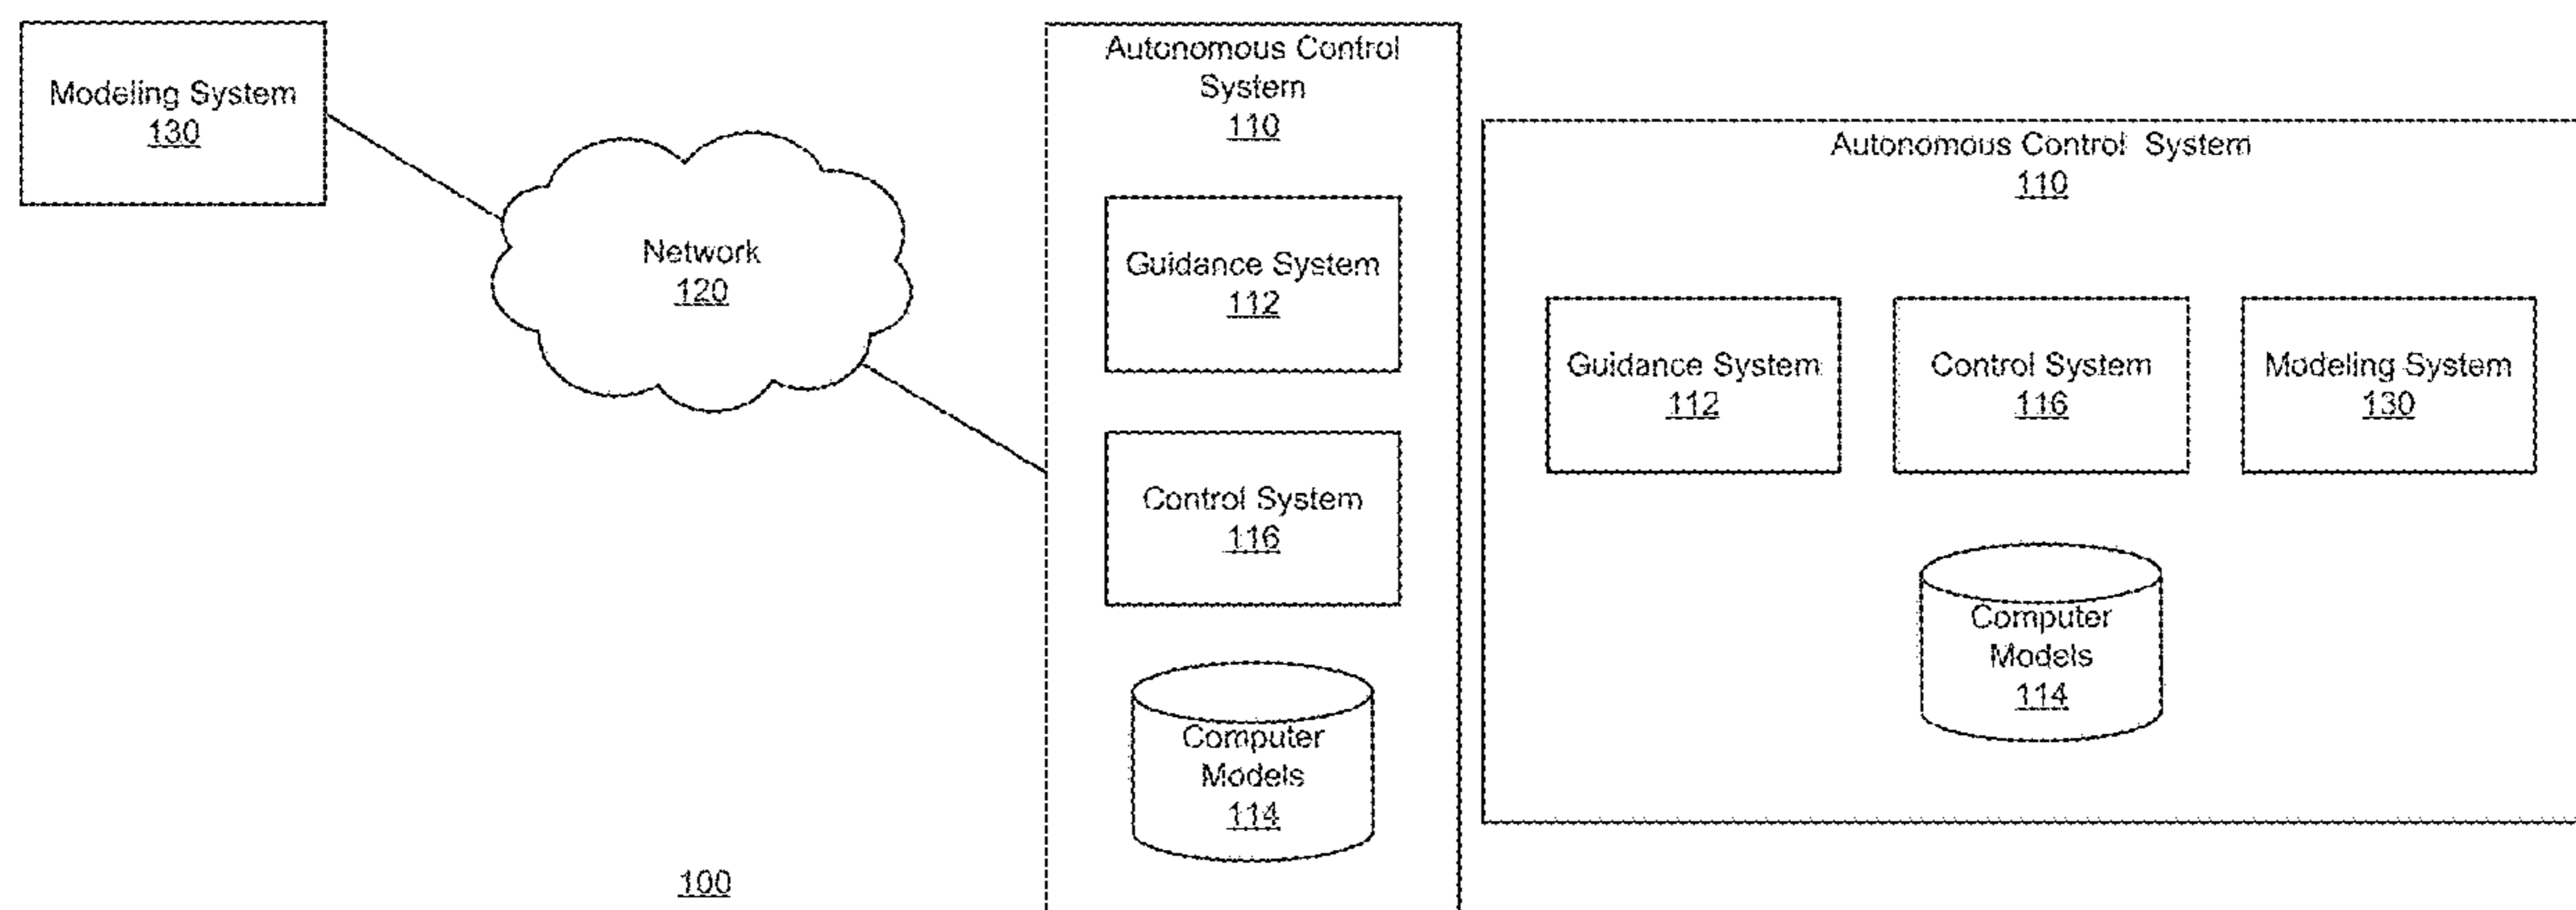 Modeling System
130
Network
120
Autonomous Control
System
110
Guidance System
112
Control System
116
Computer
Models
114
100
Autonomous Control System
110
Guidance System
112
Control System
116
Modeling System
130
Computer
Models
114